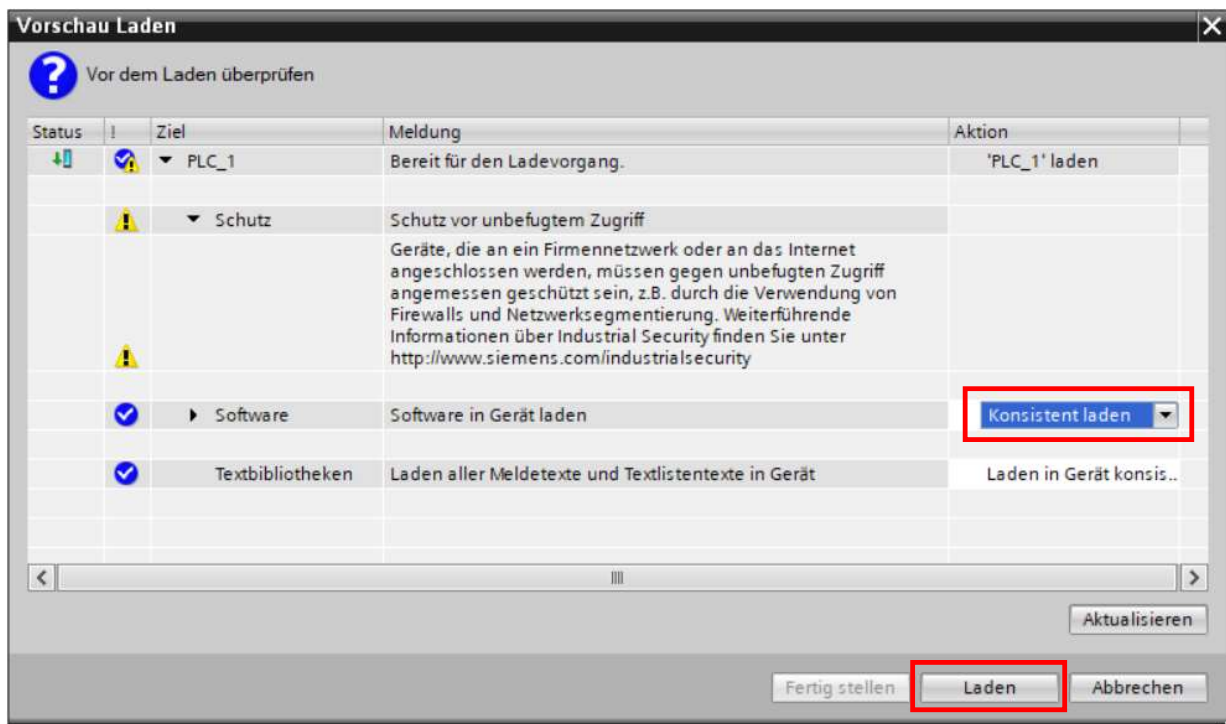 Vorschau Laden
Vor dem Laden überprüfen
Status ! Ziel Meldung Aktion
PLC_1 Bereit für den Ladevorgang. 'PLC_1' laden
Schutz Schutz vor unbefugtem Zugriff
Geräte, die an ein Firmennetzwerk oder an das Internet
angeschlossen werden, müssen gegen unbefugten Zugriff
angemessen geschützt sein, z.B. durch die Verwendung von
Firewalls und Netzwerksegmentierung. Weiterführende
Informationen über Industrial Security finden Sie unter
http://www.siemens.com/industrialsecurity
Software Software in Gerät laden Konsistent laden
Textbibliotheken Laden aller Meldetexte und Textlistentexte in Gerät Laden in Gerät konsis..
Aktualisieren
Fertig stellen Laden Abbrechen